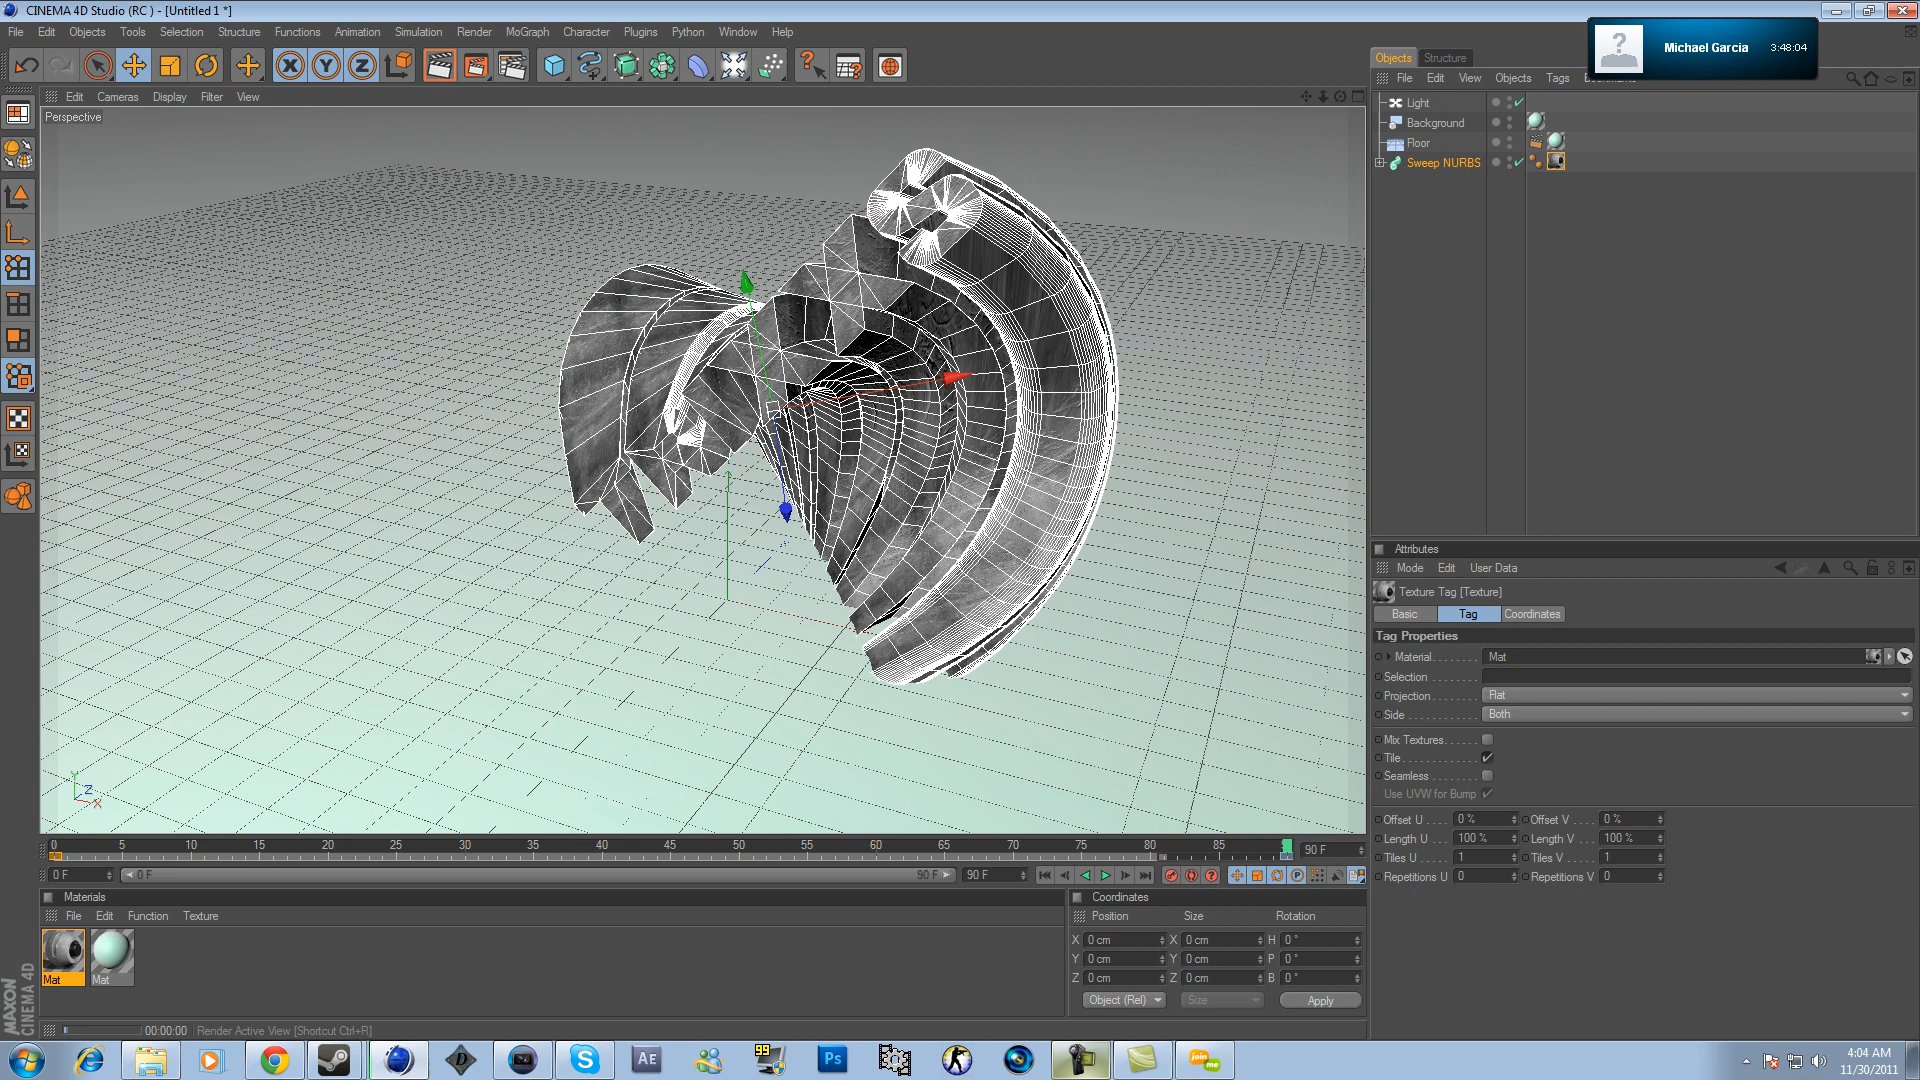 CINEMA 4D Studio (RC ) - [Untitled 1 *]
File Edit Objects Tools Selection Structure Functions Animation Simulation Render MoGraph Character Plugins Python Window Help
Michael Garcia 3:48:04
Objects Structure
File Edit View Objects Tags
Edit Cameras Display Filter View
Perspective
Light
Background
Floor
Sweep NURBS
Attributes
Mode Edit User Data
Texture Tag [Texture]
Basic Tag Coordinates
Tag Properties
Material Mat
Selection
Projection Flat
Side Both
Mix Textures
Tile
Seamless
Use UVW for Bump
Offset U 0 % Offset V 0 %
Length U 100 % Length V 100 %
Tiles U 1 Tiles V 1
Repetitions U 0 Repetitions V 0
Y Z X
0 5 10 15 20 25 30 35 40 45 50 55 60 65 70 75 80 85 90 F
0 F 0 F 90 F 90 F
Materials
File Edit Function Texture
Mat Mat
Coordinates
Position Size Rotation
X 0 cm X 0 cm H 0 °
Y 0 cm Y 0 cm P 0 °
Z 0 cm Z 0 cm B 0 °
Object (Rel) Size Apply
MAXON CINEMA 4D
00:00:00 Render Active View [Shortcut Ctrl+R]
Ae 99 Ps join me
4:04 AM
11/30/2011